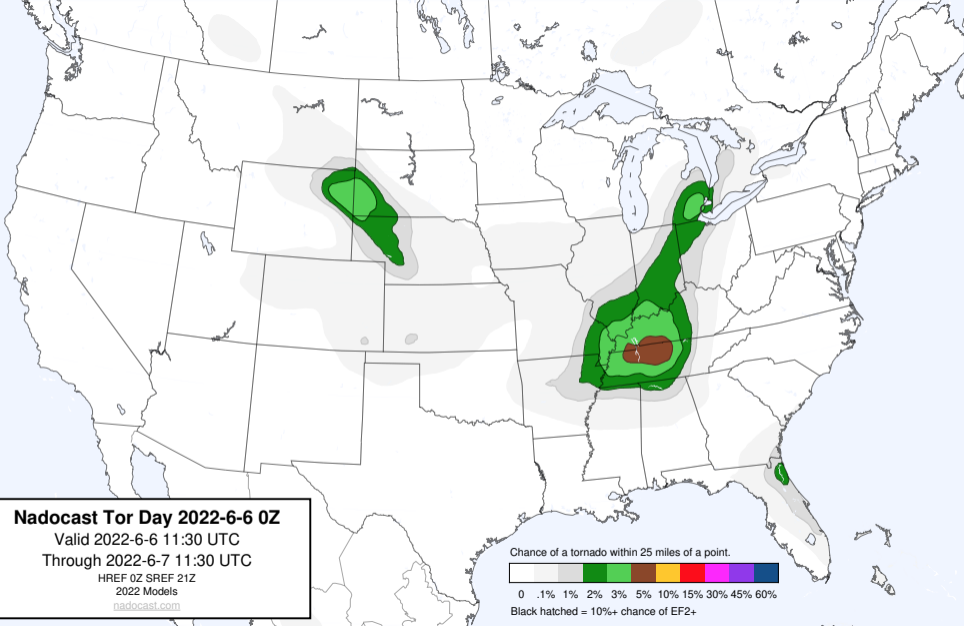 Nadocast Tor Day 2022-6-6 0Z
Valid 2022-6-6 11:30 UTC
Through 2022-6-7 11:30 UTC
HREF 0Z SREF 21Z
2022 Models
nadocast.com
Chance of a tornado within 25 miles of a point.
0 .1% 1% 2% 3% 5% 10% 15% 30% 45% 60%
Black hatched = 10%+ chance of EF2+